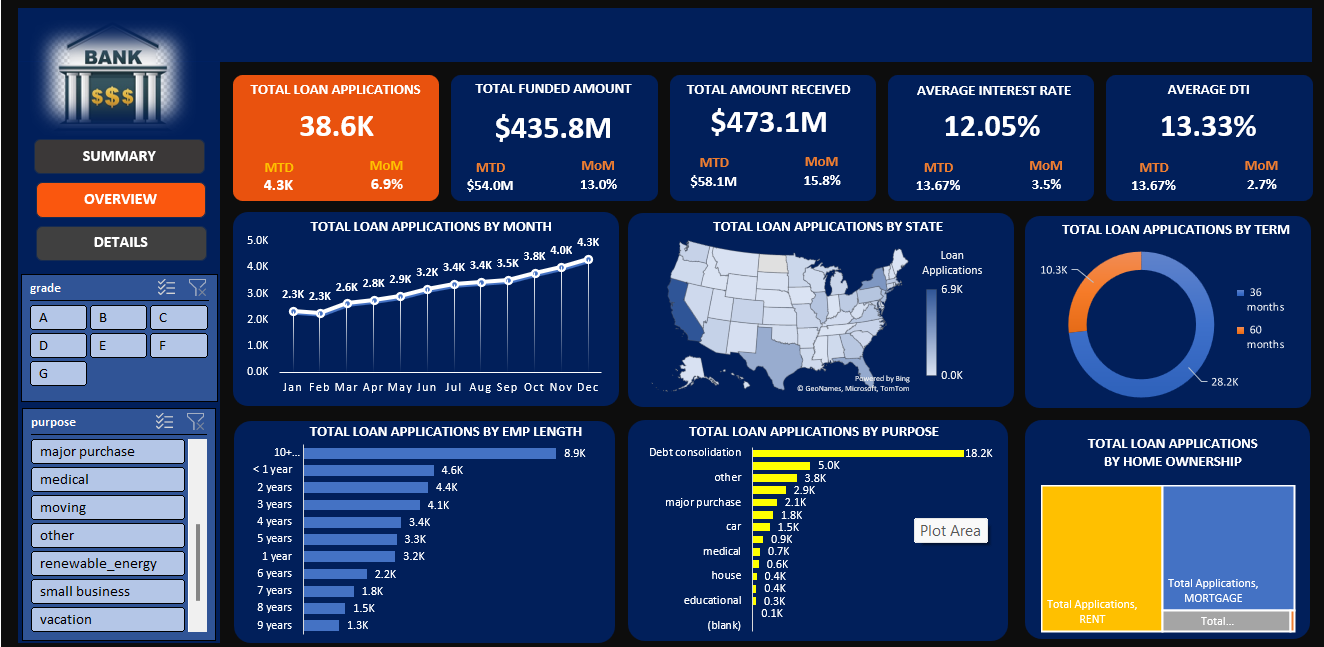 BANK
$$$
SUMMARY
OVERVIEW
DETAILS
grade
A B C
D E F
G
purpose
major purchase
medical
moving
other
renewable_energy
small business
vacation
TOTAL LOAN APPLICATIONS
38.6K
MTD MoM
4.3K 6.9%
TOTAL FUNDED AMOUNT
$435.8M
MTD MoM
$54.0M 13.0%
TOTAL AMOUNT RECEIVED
$473.1M
MTD MoM
$58.1M 15.8%
AVERAGE INTEREST RATE
12.05%
MTD MoM
13.67% 3.5%
AVERAGE DTI
13.33%
MTD MoM
13.67% 2.7%
TOTAL LOAN APPLICATIONS BY MONTH
5.0K
4.0K
3.0K
2.0K
1.0K
0.0K
2.3K 2.3K 2.6K 2.8K 2.9K 3.2K 3.4K 3.4K 3.5K 3.8K 4.0K 4.3K
Jan Feb Mar Apr May Jun Jul Aug Sep Oct Nov Dec
TOTAL LOAN APPLICATIONS BY STATE
Loan
Applications
6.9K
0.0K
Powered by Bing
© GeoNames, Microsoft, TomTom
TOTAL LOAN APPLICATIONS BY TERM
10.3K
28.2K
36
months
60
months
TOTAL LOAN APPLICATIONS BY EMP LENGTH
10+... 8.9K
< 1 year 4.6K
2 years 4.4K
3 years 4.1K
4 years 3.4K
5 years 3.3K
1 year 3.2K
6 years 2.2K
7 years 1.8K
8 years 1.5K
9 years 1.3K
TOTAL LOAN APPLICATIONS BY PURPOSE
Debt consolidation 18.2K
5.0K
other 3.8K
2.9K
major purchase 2.1K
1.8K
car 1.5K
0.9K
medical 0.7K
0.6K
house 0.4K
0.4K
educational 0.3K
0.1K
(blank)
Plot Area
TOTAL LOAN APPLICATIONS
BY HOME OWNERSHIP
Total Applications,
RENT
Total Applications,
MORTGAGE
Total...